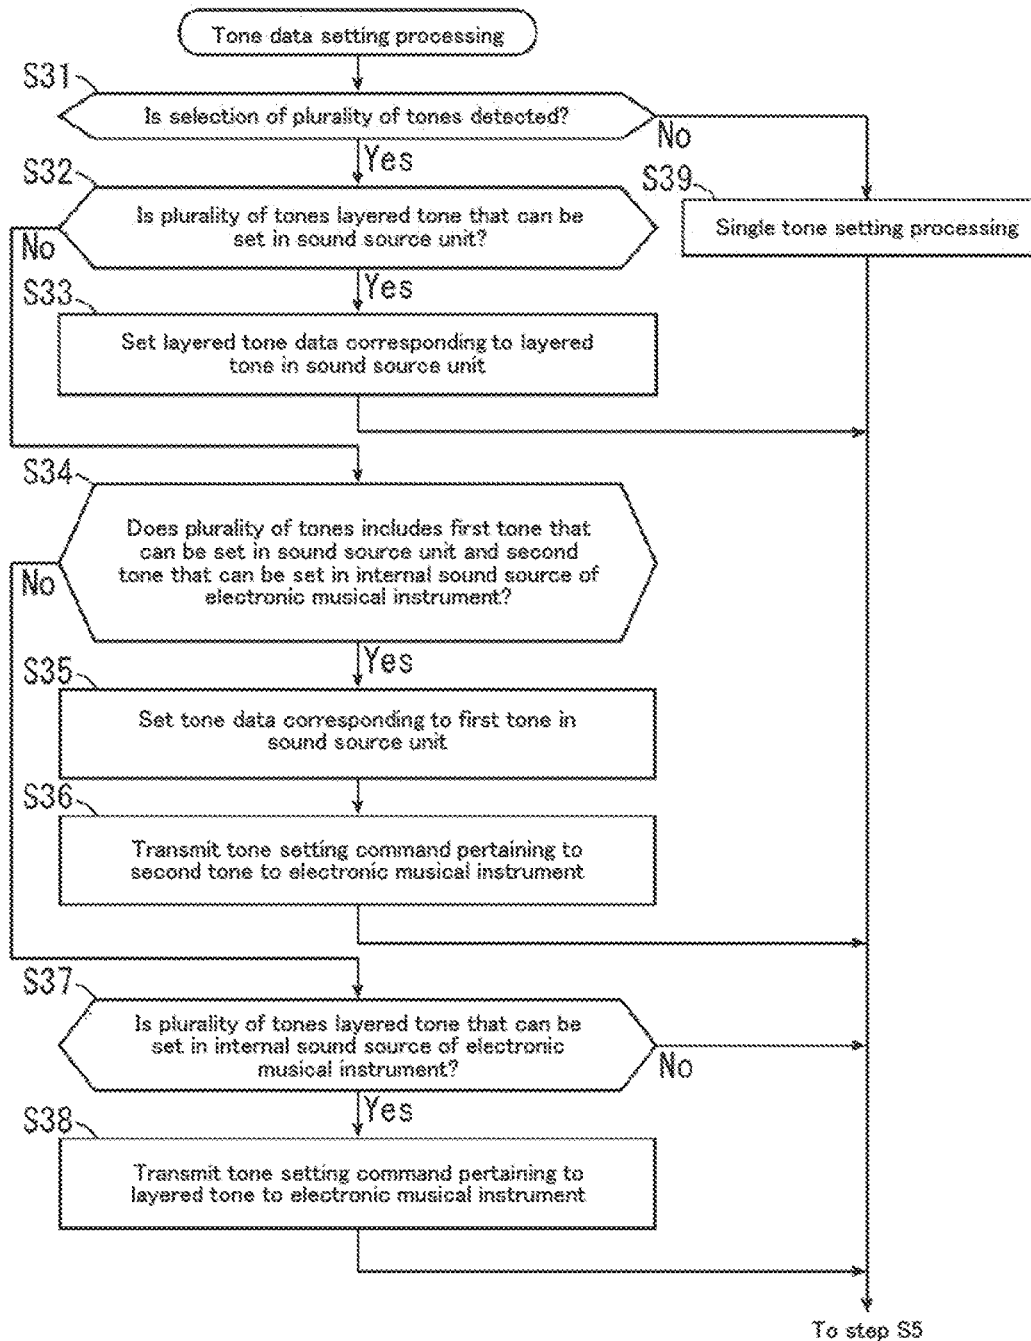 Tone data setting processing
S31
Is selection of plurality of tones detected?
No
Yes
S32
Is plurality of tones layered tone that can be
set in sound source unit?
No
Yes
S39
Single tone setting processing
S33
Set layered tone data corresponding to layered
tone in sound source unit
S34
Does plurality of tones includes first tone that
can be set in sound source unit and second
tone that can be set in internal sound source of
electronic musical instrument?
No
Yes
S35
Set tone data corresponding to first tone in
sound source unit
S36
Transmit tone setting command pertaining to
second tone to electronic musical instrument
S37
Is plurality of tones layered tone that can be
set in internal sound source of electronic
musical instrument?
No
Yes
S38
Transmit tone setting command pertaining to
layered tone to electronic musical instrument
To step S5